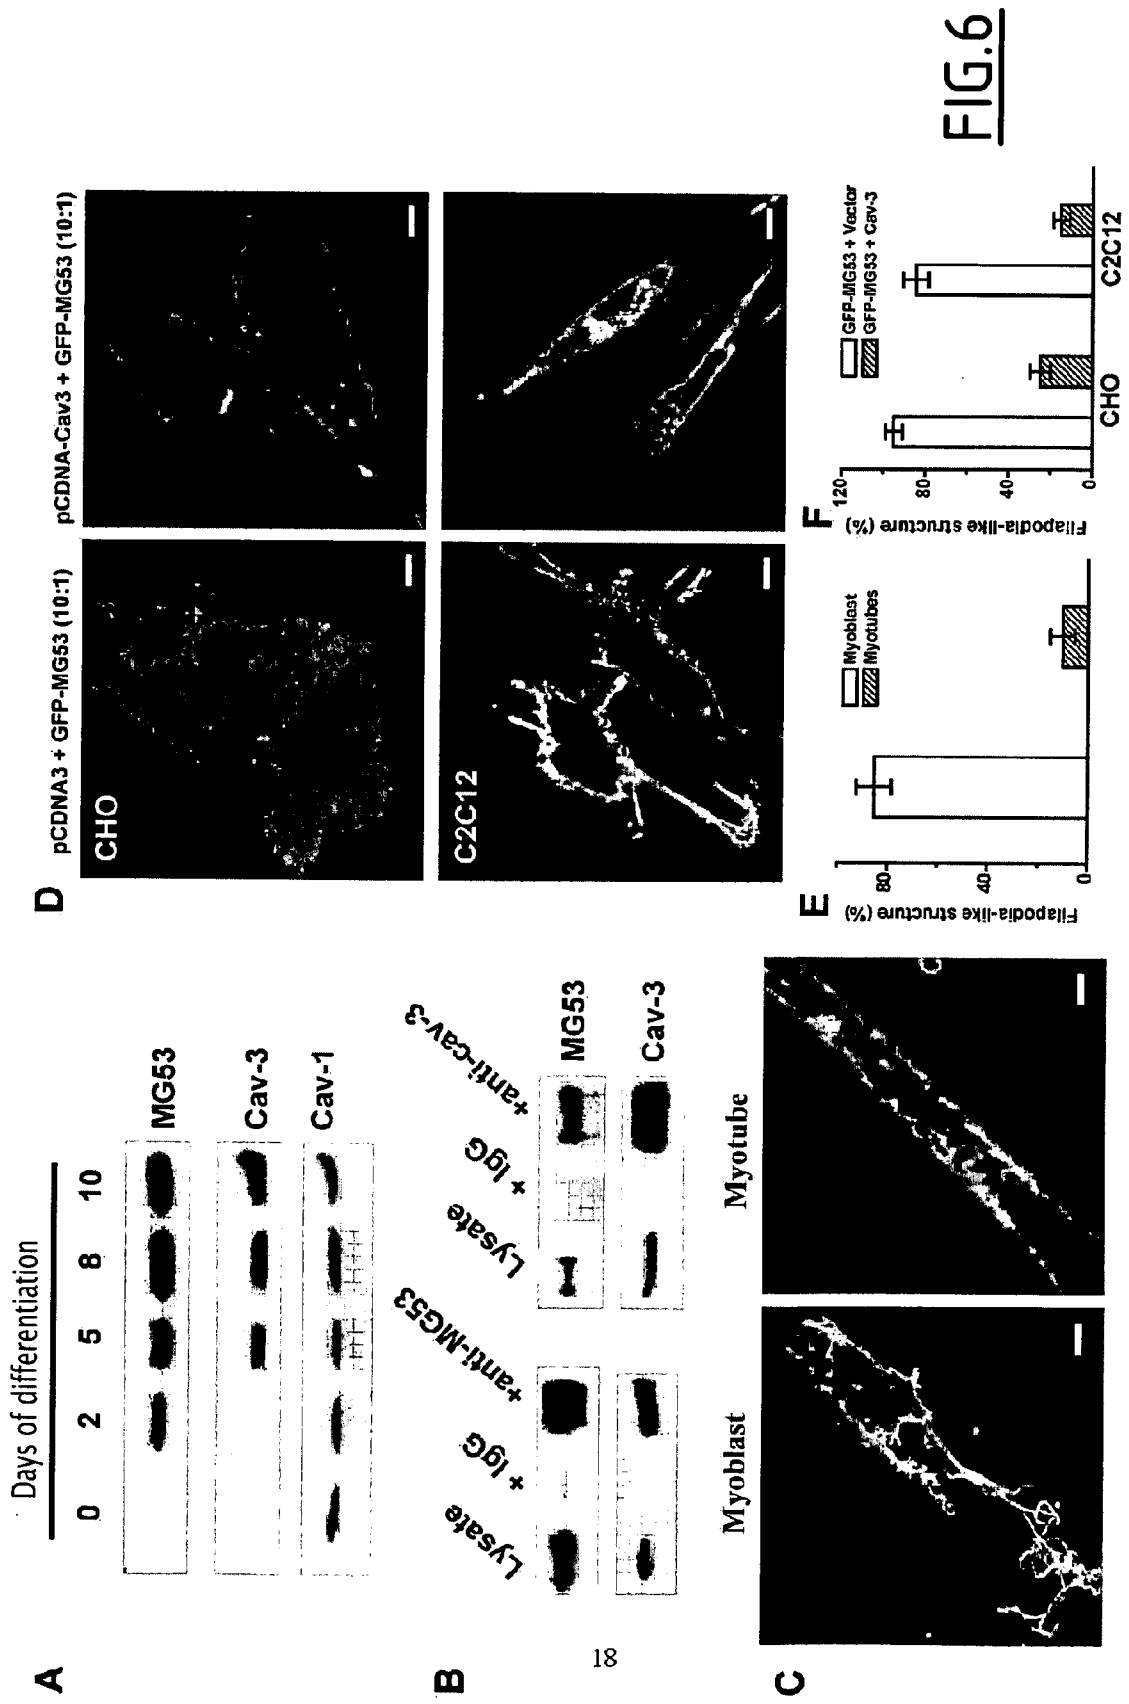 A
Days of differentiation
0 2 5 8 10
MG53
Cav-3
Cav-1
B
Lysate + IgG +anti-MG53 Lysate + IgG +anti-cav-3
MG53
Cav-3
C
Myoblast Myotube
D
pCDNA3 + GFP-MG53 (10:1) pCDNA-Cav3 + GFP-MG53 (10:1)
CHO
C2C12
E
Filapodia-like structure (%)
80
40
0
Myoblast
Myotubes
F
Filapodia-like structure (%)
120
80
40
0
GFP-MG53 + Vector
GFP-MG53 + Cav-3
CHO C2C12
FIG.6
18